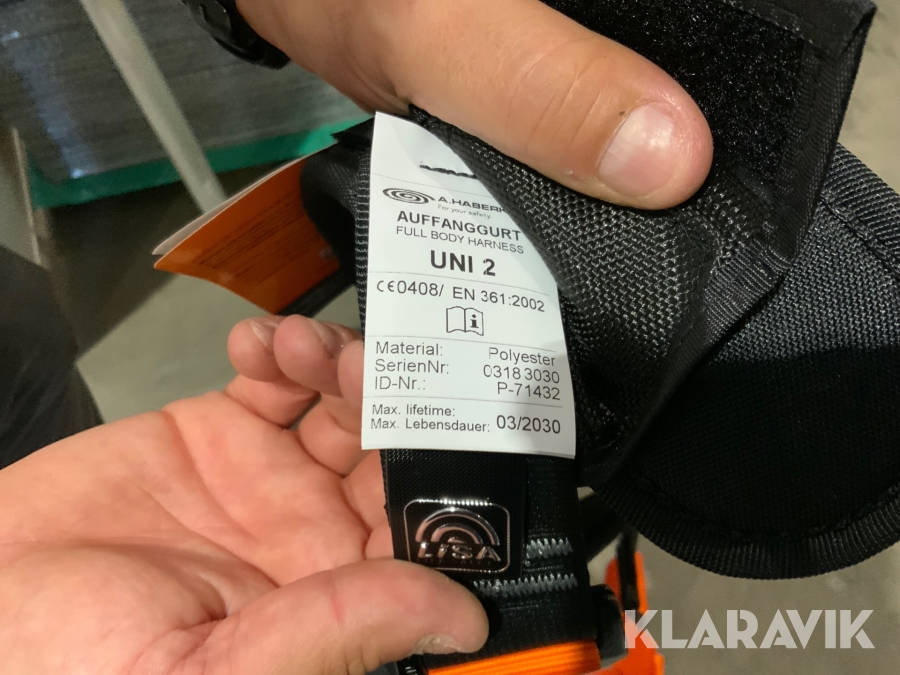 A.HABERK
For your safety.
AUFFANGGURT
FULL BODY HARNESS
UNI 2
CE0408/ EN 361:2002
Material: Polyester
SerienNr: 0318 3030
ID-Nr.: P-71432
Max. lifetime:
Max. Lebensdauer: 03/2030
LISA
KLARAVIK